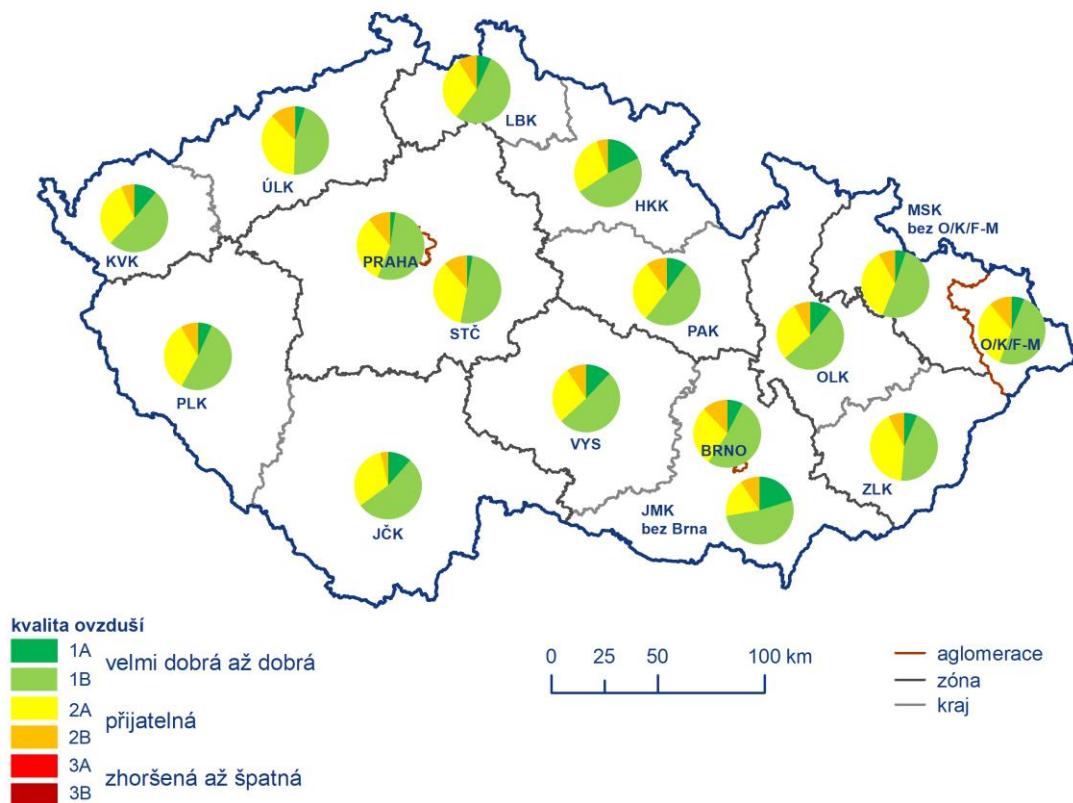 LBK
ÚLK
HKK
MSK
bez O/K/F-M
KVK
PRAHA
STČ
PAK
O/K/F-M
OLK
PLK
VYS
BRNO
ZLK
JČK
JMK
bez Brna
kvalita ovzduší
1A
velmi dobrá až dobrá
1B
2A
přijatelná
2B
3A
zhoršená až špatná
3B
0 25 50 100 km
aglomerace
zóna
kraj